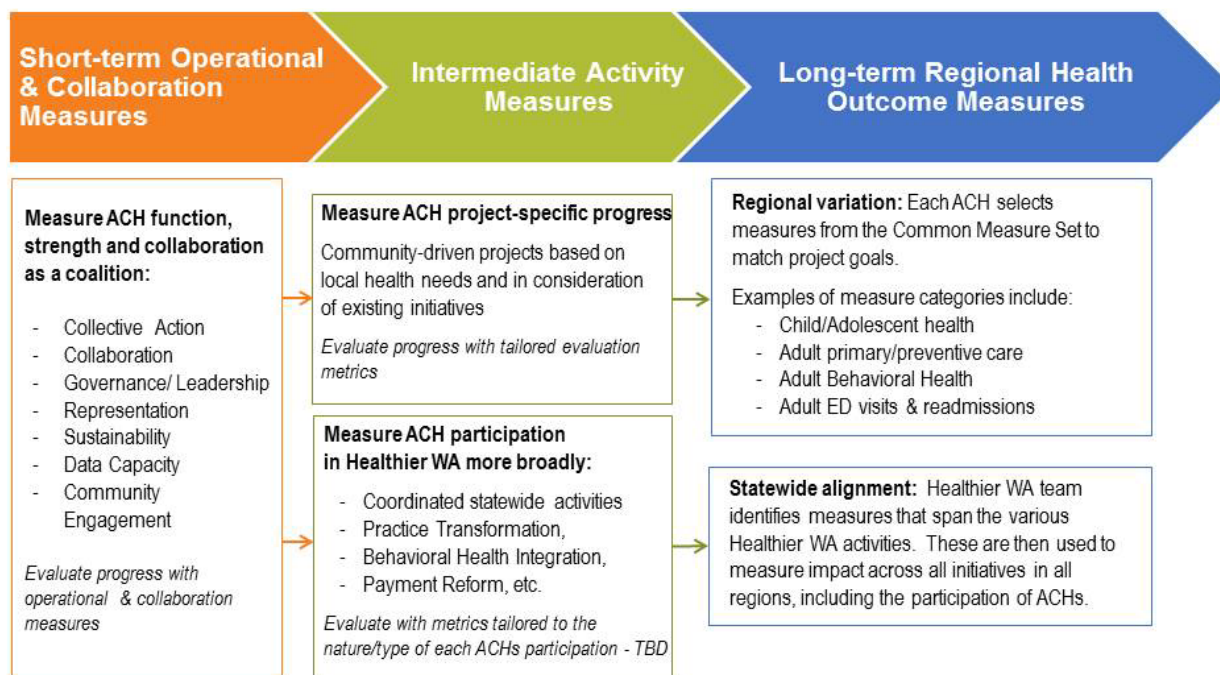 Short-term Operational
& Collaboration
Measures
Intermediate Activity
Measures
Long-term Regional Health
Outcome Measures
Measure ACH function,
strength and collaboration
as a coalition:
- Collective Action
- Collaboration
- Governance/ Leadership
- Representation
- Sustainability
- Data Capacity
- Community
Engagement
Evaluate progress with
operational & collaboration
measures
Measure ACH project-specific progress
Community-driven projects based on
local health needs and in consideration
of existing initiatives
Evaluate progress with tailored evaluation
metrics
Measure ACH participation
in Healthier WA more broadly:
- Coordinated statewide activities
- Practice Transformation,
- Behavioral Health Integration,
- Payment Reform, etc.
Evaluate with metrics tailored to the
nature/type of each ACHs participation - TBD
Regional variation: Each ACH selects
measures from the Common Measure Set to
match project goals.
Examples of measure categories include:
- Child/Adolescent health
- Adult primary/preventive care
- Adult Behavioral Health
- Adult ED visits & readmissions
Statewide alignment: Healthier WA team
identifies measures that span the various
Healthier WA activities. These are then used to
measure impact across all initiatives in all
regions, including the participation of ACHs.